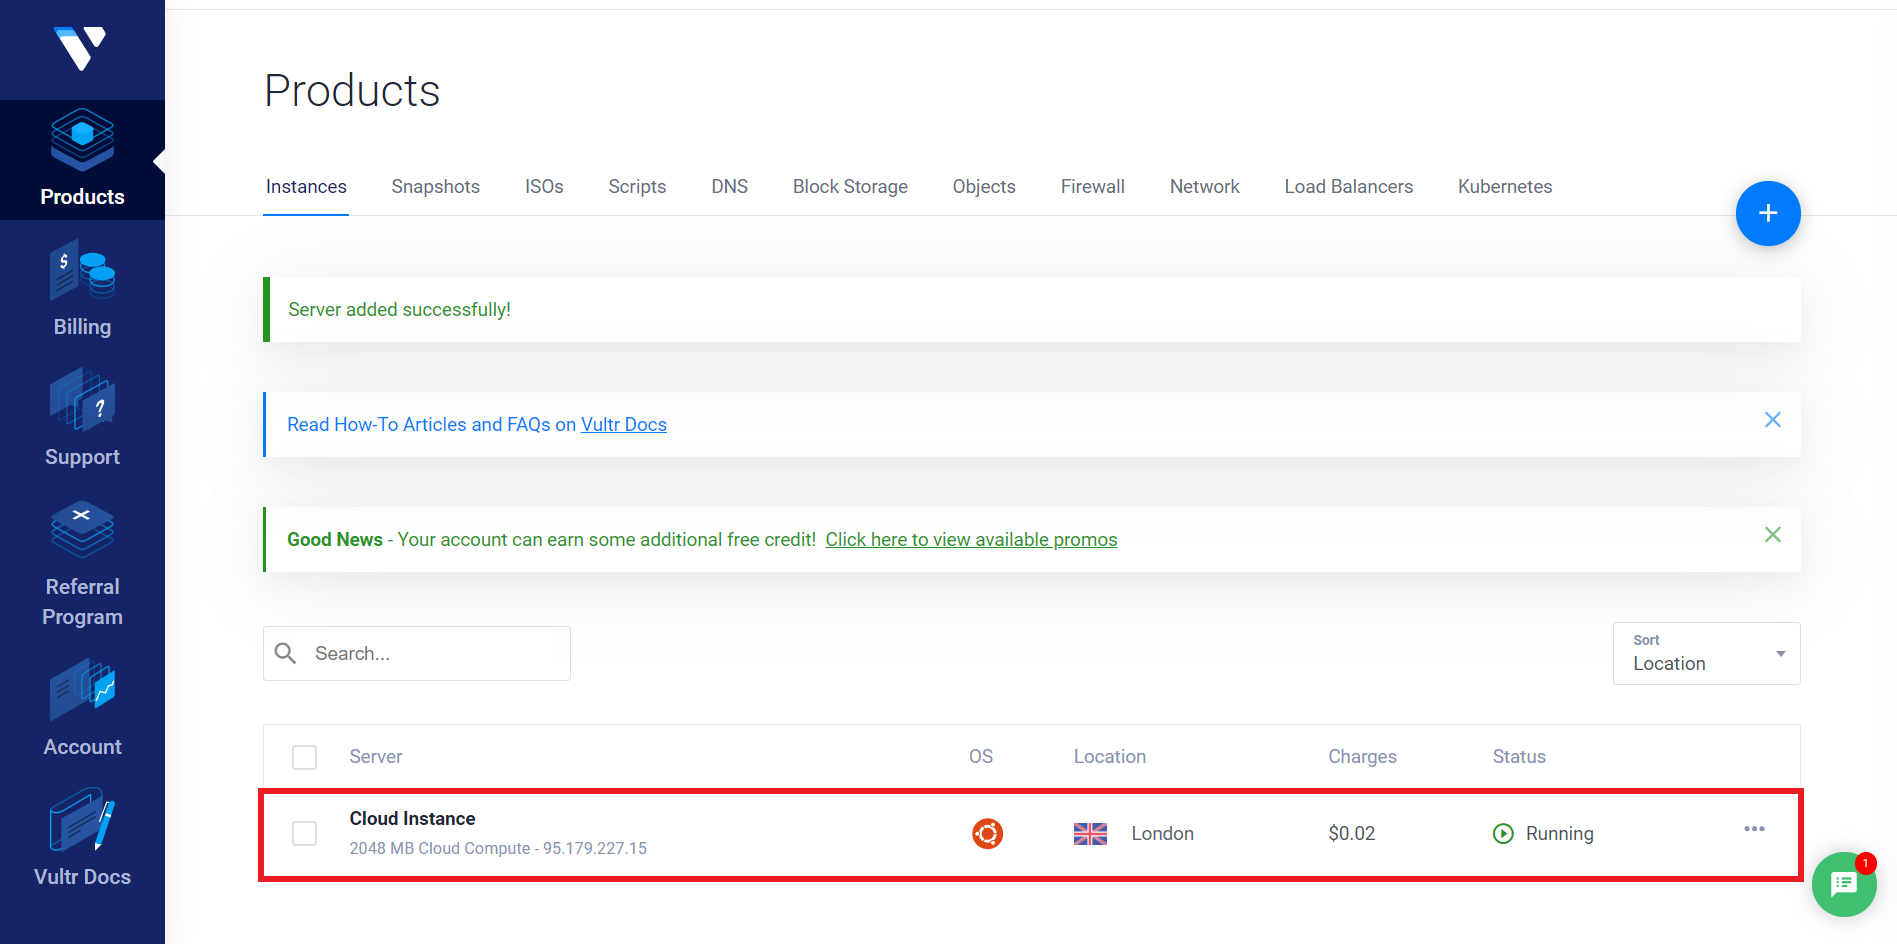 Products
Billing
Support
Referral
Program
Account
Vultr Docs
Products
Instances Snapshots ISOs Scripts DNS Block Storage Objects Firewall Network Load Balancers Kubernetes
+
Server added successfully!
Read How-To Articles and FAQs on Vultr Docs
Good News - Your account can earn some additional free credit! Click here to view available promos
Search...
Sort
Location
Server OS Location Charges Status
Cloud Instance
2048 MB Cloud Compute - 95.179.227.15
London $0.02 Running
1